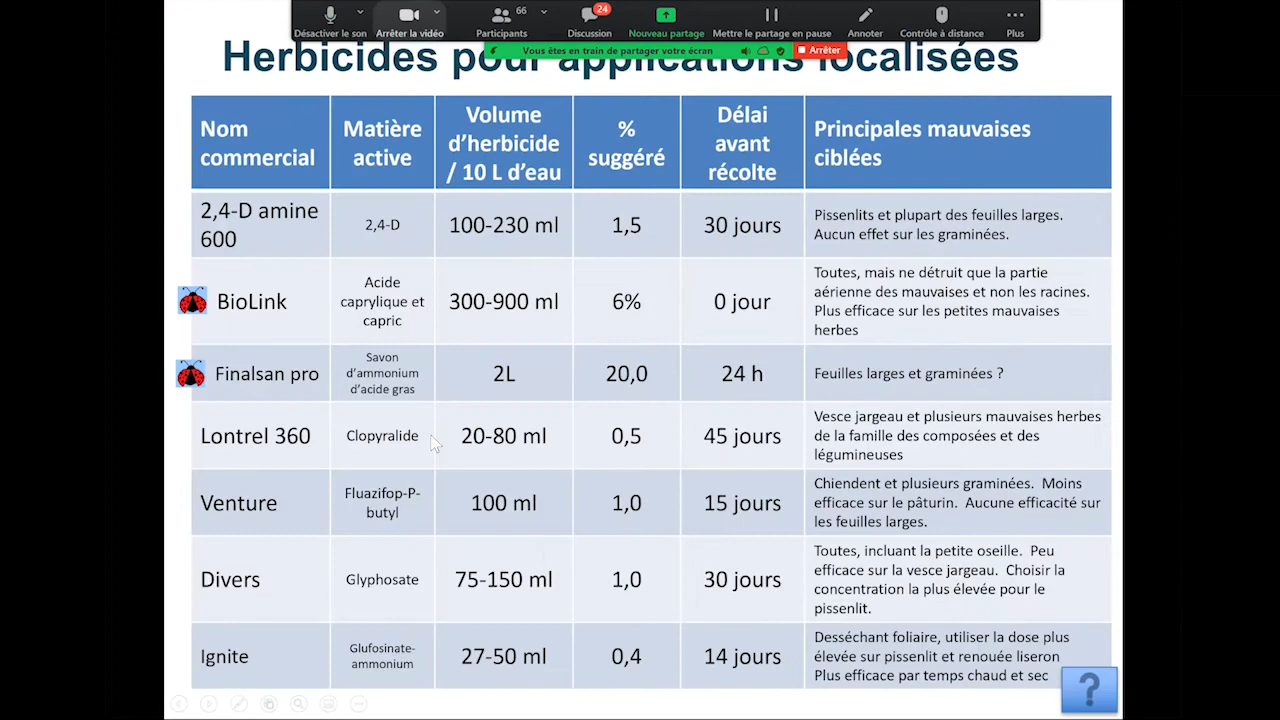 66
24
Désactiver le son
Arrêter la vidéo
Participants
Discussion
Nouveau partage
Mettre le partage en pause
Annoter
Contrôle à distance
Plus
Vous êtes en train de partager votre écran
Arrêter
Herbicides pour applications localisées
Nom
commercial
Matière
active
Volume
d'herbicide
/ 10 L d'eau
%
suggéré
Délai
avant
récolte
Principales mauvaises
ciblées
2,4-D amine
600
2,4-D
100-230 ml
1,5
30 jours
Pissenlits et plupart des feuilles larges.
Aucun effet sur les graminées.
BioLink
Acide
caprylique et
capric
300-900 ml
6%
0 jour
Toutes, mais ne détruit que la partie
aérienne des mauvaises et non les racines.
Plus efficace sur les petites mauvaises
herbes
Finalsan pro
Savon
d'ammonium
d'acide gras
2L
20,0
24 h
Feuilles larges et graminées ?
Lontrel 360
Clopyralide
20-80 ml
0,5
45 jours
Vesce jargeau et plusieurs mauvaises herbes
de la famille des composées et des
légumineuses
Venture
Fluazifop-P-
butyl
100 ml
1,0
15 jours
Chiendent et plusieurs graminées. Moins
efficace sur le pâturin. Aucune efficacité sur
les feuilles larges.
Divers
Glyphosate
75-150 ml
1,0
30 jours
Toutes, incluant la petite oseille. Peu
efficace sur la vesce jargeau. Choisir la
concentration la plus élevée pour le
pissenlit.
Ignite
Glufosinate-
ammonium
27-50 ml
0,4
14 jours
Desséchant foliaire, utiliser la dose plus
élevée sur pissenlit et renouée liseron
Plus efficace par temps chaud et sec
?